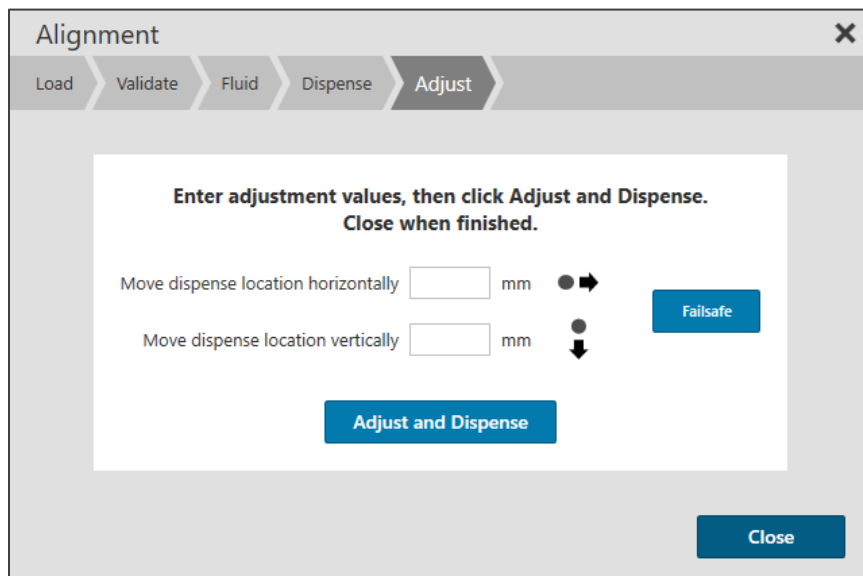 Alignment
Load Validate Fluid Dispense Adjust
Enter adjustment values, then click Adjust and Dispense.
Close when finished.
Move dispense location horizontally mm
Failsafe
Move dispense location vertically mm
Adjust and Dispense
Close